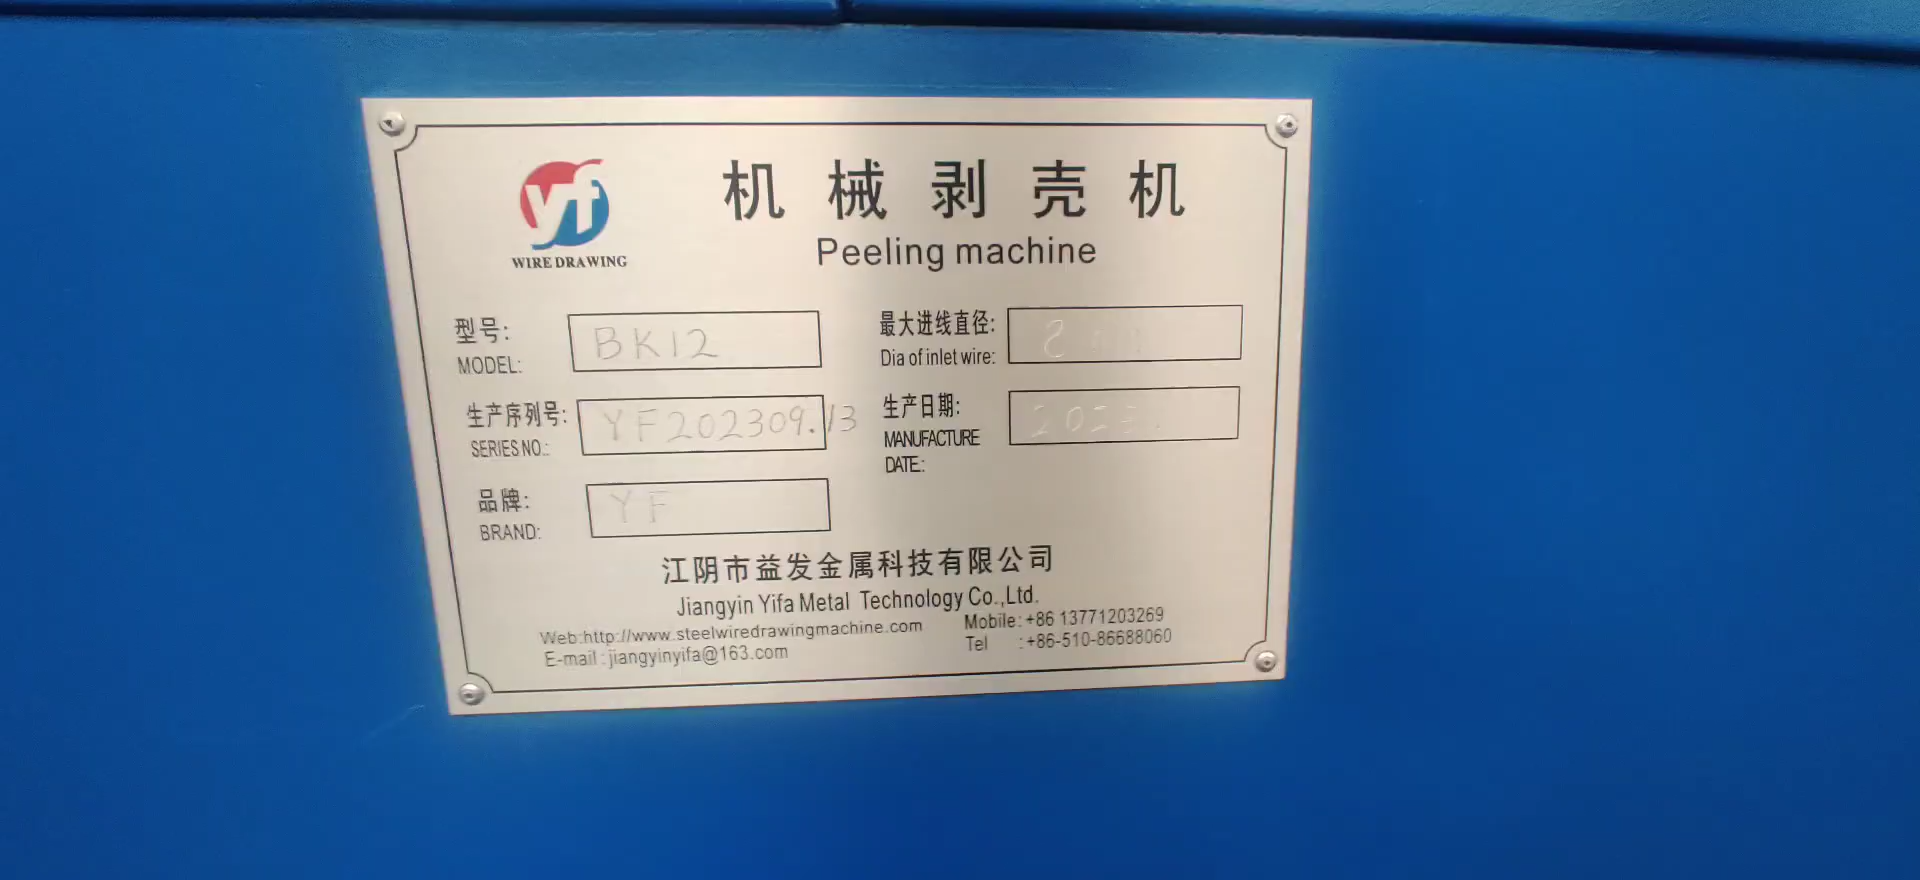 yf
WIRE DRAWING
机械剥壳机
Peeling machine
型号:
MODEL:
BK12
最大进线直径:
Dia of inlet wire:
8
生产序列号:
SERIES NO.:
YF202309.13
生产日期:
MANUFACTURE
DATE:
品牌:
BRAND:
YF
江阴市益发金属科技有限公司
Jiangyin Yifa Metal Technology Co.,Ltd.
Web:http://www.steelwiredrawingmachine.com
Mobile:+86 13771203269
E-mail:jiangyinyifa@163.com
Tel :+86-510-86688060